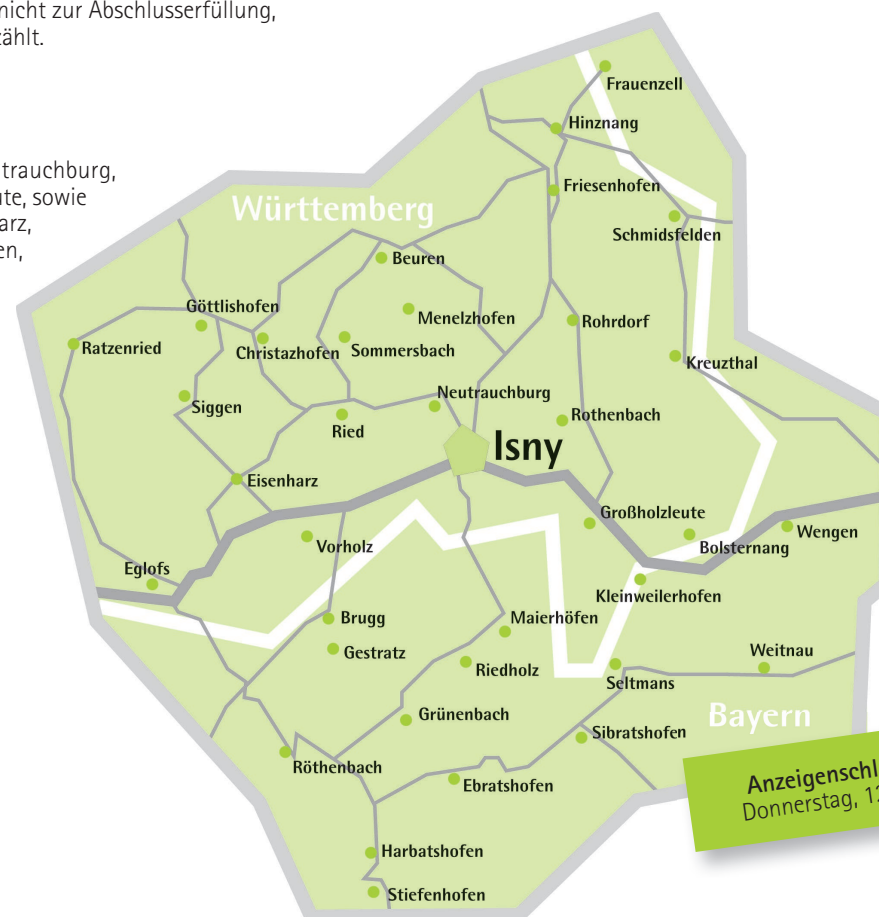 nicht zur Abschlusserfüllung,
zählt.
trauchburg,
ute, sowie
arz,
en,
Württemberg
Frauenzell
Hinznang
Friesenhofen
Schmidsfelden
Beuren
Göttlishofen
Menelzhofen
Rohrdorf
Ratzenried
Christazhofen
Sommersbach
Kreuzthal
Siggen
Neutrauchburg
Ried
Rothenbach
Isny
Eisenharz
Großholzleute
Vorholz
Bolsternang
Wengen
Eglofs
Kleinweilerhofen
Brugg
Maierhöfen
Gestratz
Riedholz
Weitnau
Seltmans
Grünenbach
Bayern
Sibratshofen
Röthenbach
Ebratshofen
Anzeigenschl
Donnerstag, 12
Harbatshofen
Stiefenhofen